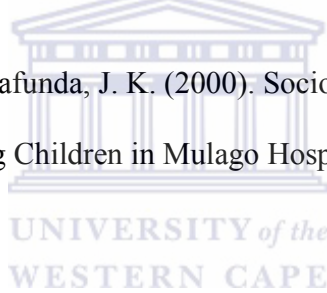 afunda, J. K. (2000). Socio
g Children in Mulago Hosp
UNIVERSITY of the
WESTERN CAPE